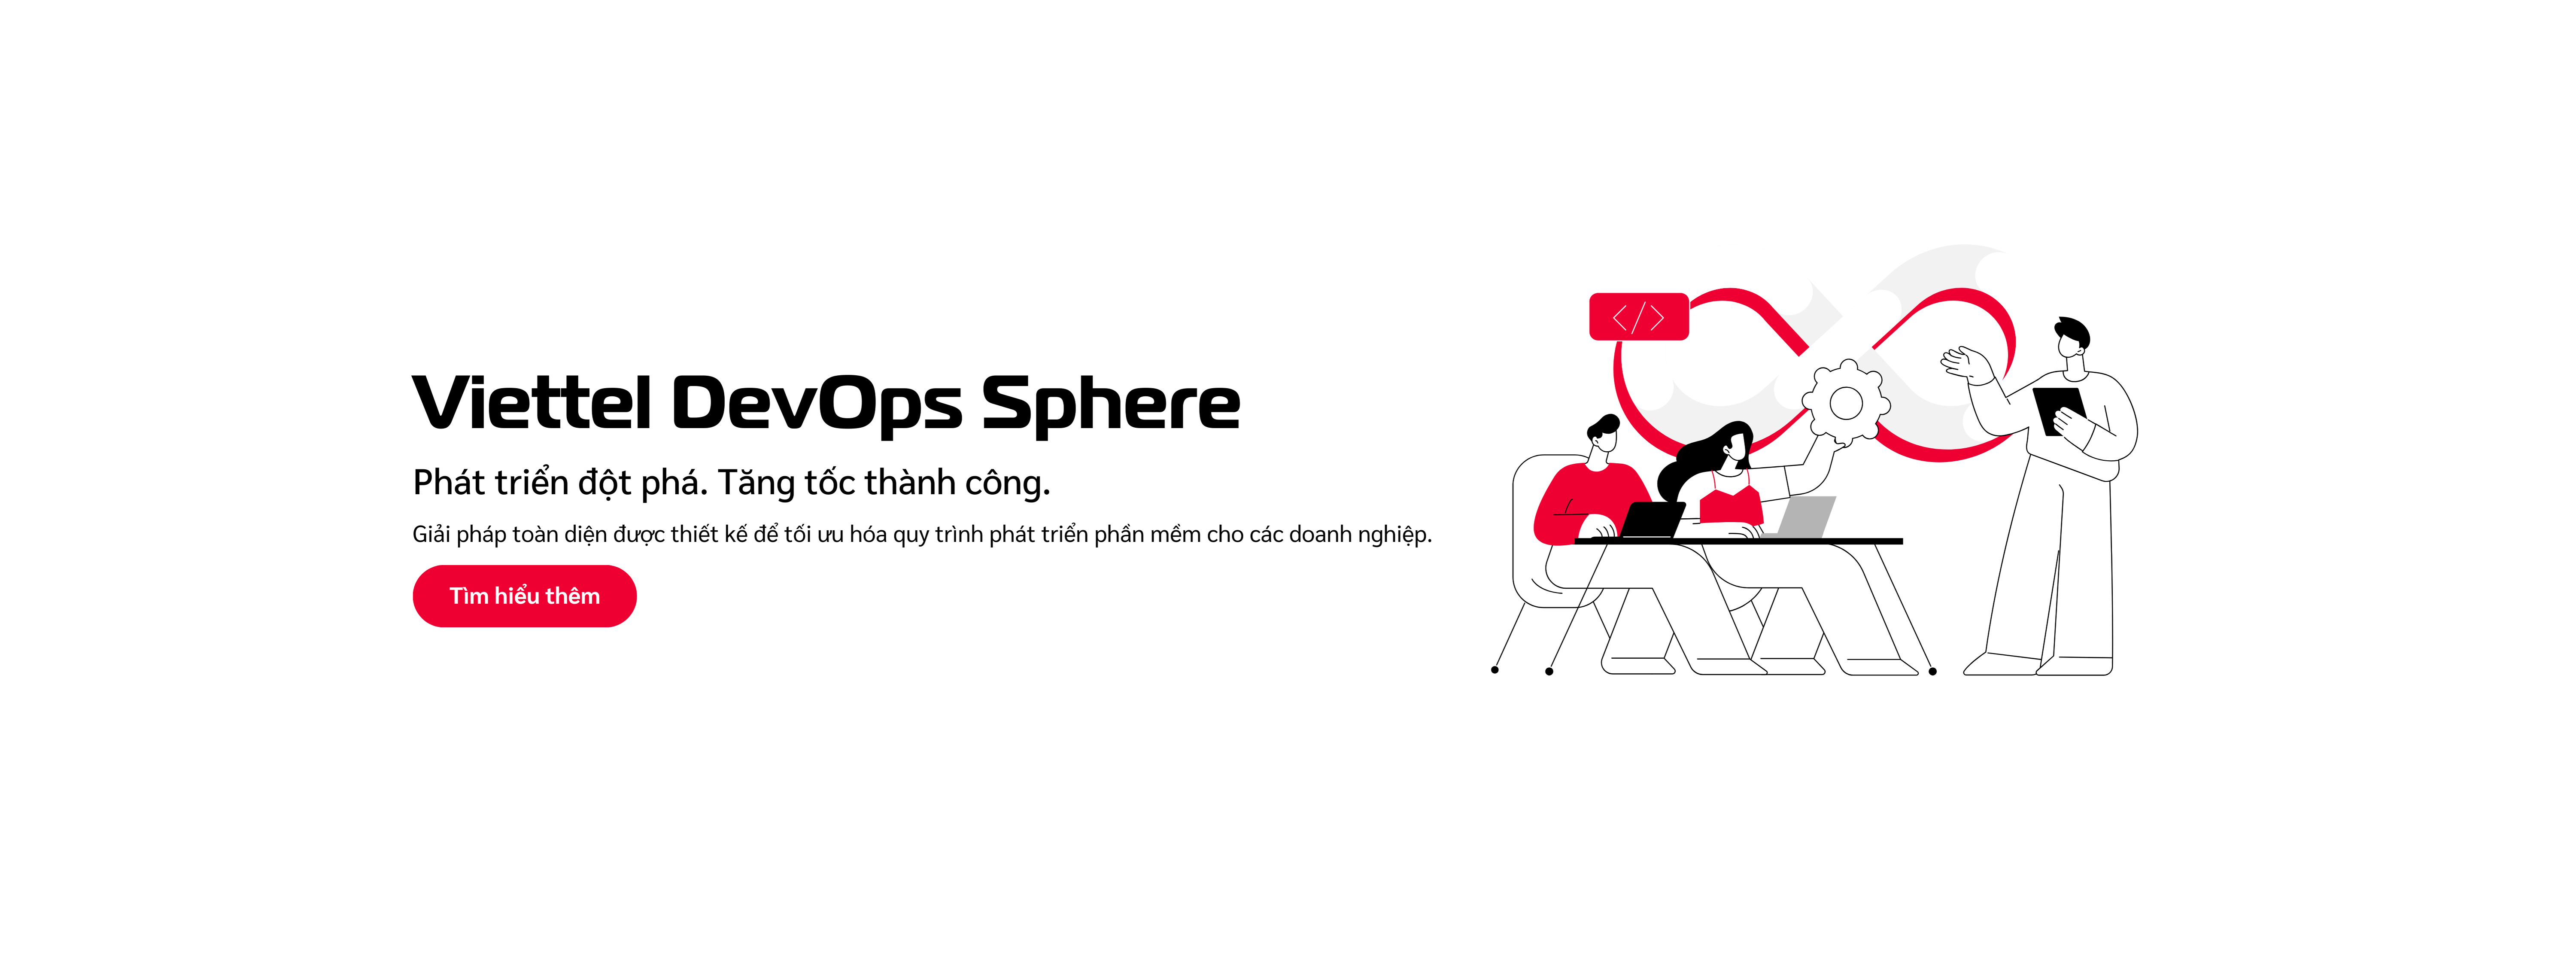 Viettel DevOps Sphere
Phát triển đột phá. Tăng tốc thành công.
Giải pháp toàn diện được thiết kế để tối ưu hóa quy trình phát triển phần mềm cho các doanh nghiệp.
Tìm hiểu thêm
</>